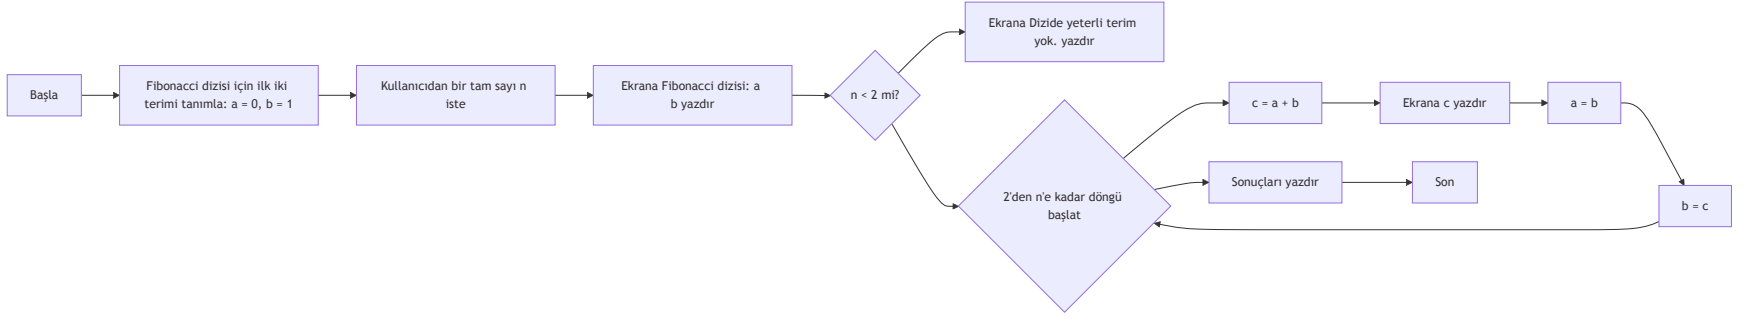 Başla
Fibonacci dizisi için ilk iki
terimi tanımla: a = 0, b = 1
Kullanıcıdan bir tam sayı n
iste
Ekrana Fibonacci dizisi: a
b yazdır
n < 2 mi?
Ekrana Dizide yeterli terim
yok. yazdır
2'den n'e kadar döngü
başlat
c = a + b
Ekrana c yazdır
a = b
b = c
Sonuçları yazdır
Son